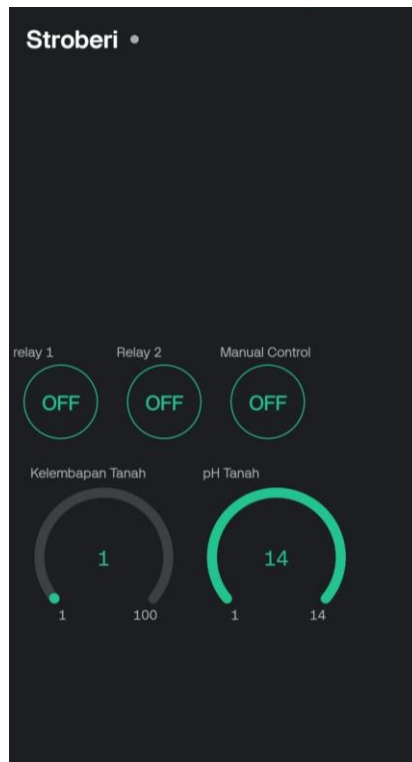 Stroberi
relay 1 Relay 2 Manual Control
OFF OFF OFF
Kelembapan Tanah pH Tanah
1 14
1 100 1 14